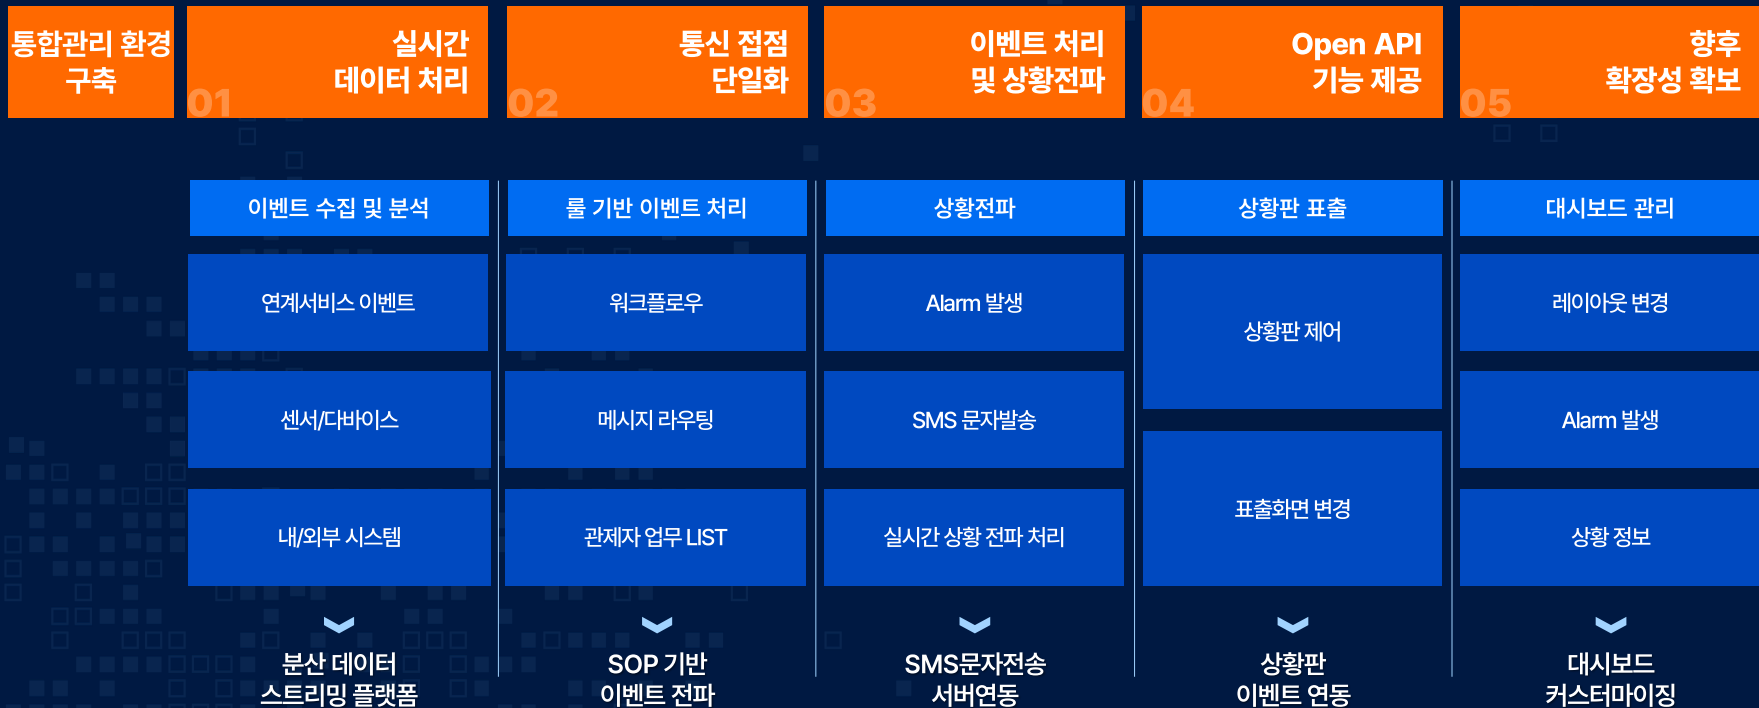 통합관리 환경
구축
01
실시간
데이터 처리
02
통신 접점
단일화
03
이벤트 처리
및 상황전파
04
Open API
기능 제공
05
향후
확장성 확보
이벤트 수집 및 분석
연계서비스 이벤트
센서/다바이스
내/외부 시스템
분산 데이터
스트리밍 플랫폼
룰 기반 이벤트 처리
워크플로우
메시지 라우팅
관제자 업무 LIST
SOP 기반
이벤트 전파
상황전파
Alarm 발생
SMS 문자발송
실시간 상황 전파 처리
SMS문자전송
서버연동
상황판 표출
상황판 제어
표출화면 변경
상황판
이벤트 연동
대시보드 관리
레이아웃 변경
Alarm 발생
상황 정보
대시보드
커스터마이징